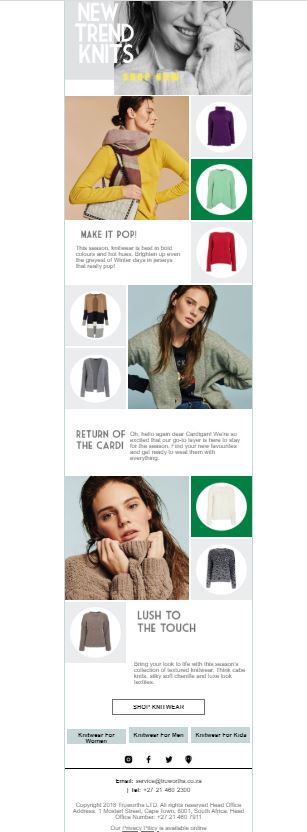 NEW
TREND
KNITS
SHOP NOW
MAKE IT POP!
This season, knitwear is best in bold
colours and hot hues. Brighten up even
the greyest of Winter days in jerseys
that really pop!
RETURN OF
THE CARDI
Oh, hello again dear Cardigan! We're so
excited that our go-to layer is here to stay
for the season. Find your new favourites
and get ready to wear them with
everything.
LUSH TO
THE TOUCH
Bring your look to life with this season's
collection of textured knitwear. Think cable
knits, silky soft chenille and luxe look
textiles.
SHOP KNITWEAR
Knitwear For
Women
Knitwear For Men
Knitwear For Kids
Email: service@truworths.co.za
| Tel: +27 21 460 2300
Copyright 2018 Truworths LTD. All rights reserved Head Office
Address: 1 Mostert Street, Cape Town, 8001, South Africa. Head
Office Number: +27 21 460 7911
Our Privacy Policy is available online